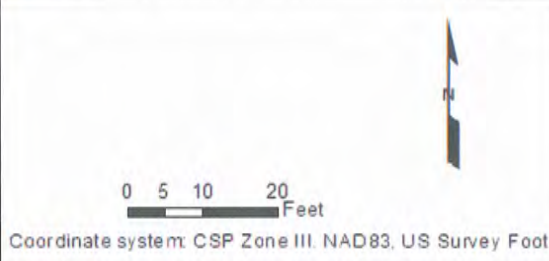 N
0 5 10 20
Feet
Coordinate system: CSP Zone III. NAD83, US Survey Foot